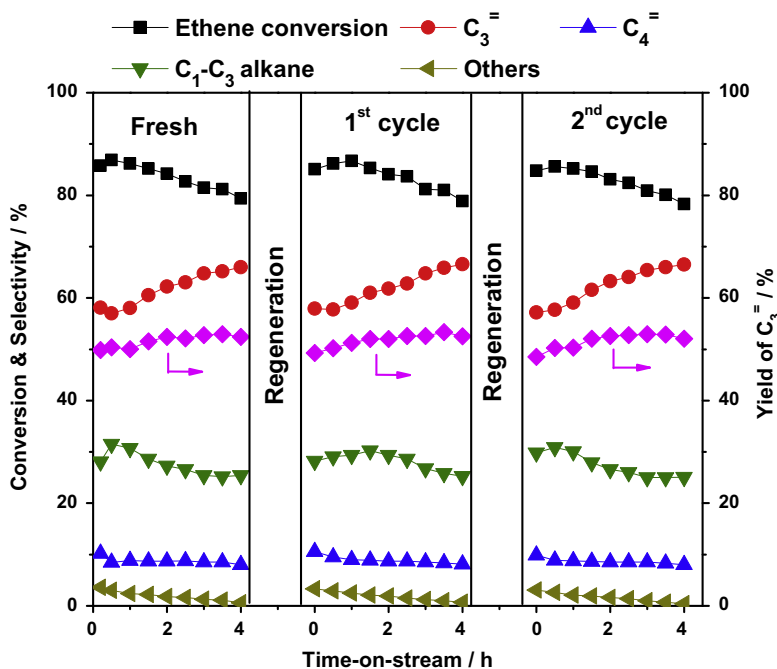 Ethene conversion C₃⁼ C₄⁼
C₁-C₃ alkane Others
Fresh 1ˢᵗ cycle 2ⁿᵈ cycle
Regeneration Regeneration
Conversion & Selectivity / %
100 80 60 40 20 0
Yield of C₃⁼ / %
100 80 60 40 20 0
0 2 4 0 2 4 0 2 4
Time-on-stream / h